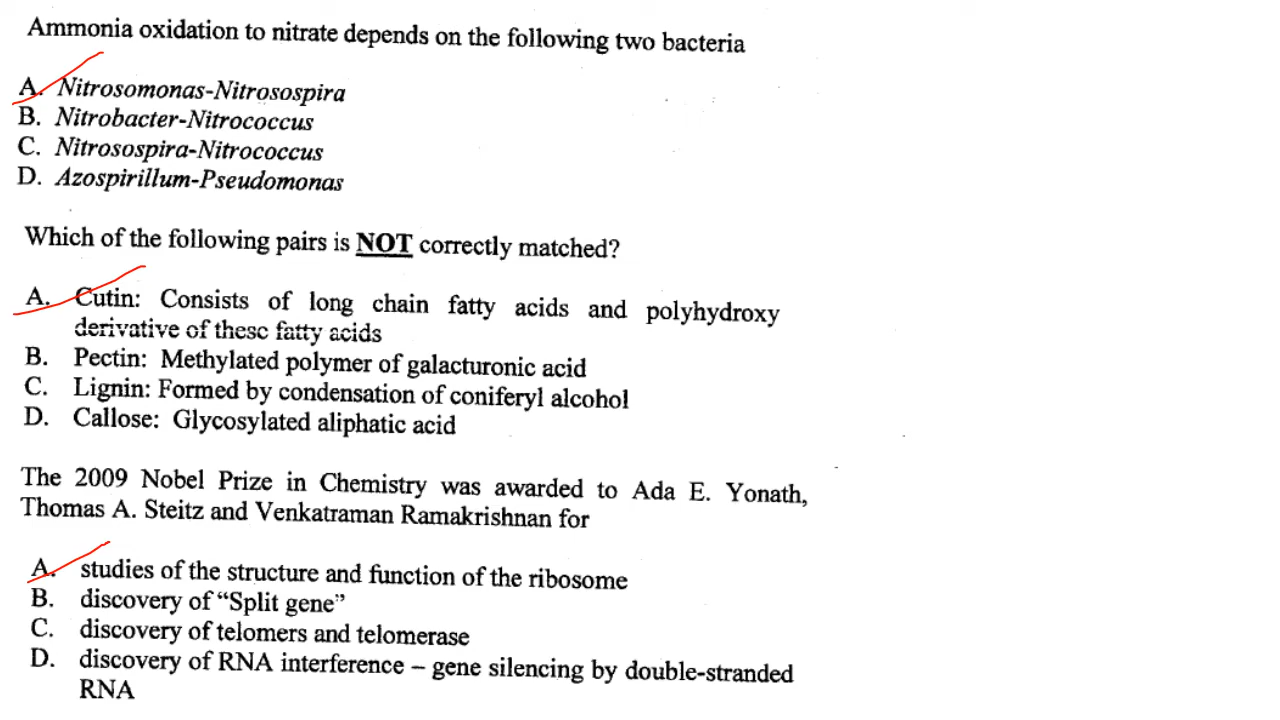 Ammonia oxidation to nitrate depends on the following two bacteria
A. Nitrosomonas-Nitrosospira
B. Nitrobacter-Nitrococcus
C. Nitrosospira-Nitrococcus
D. Azospirillum-Pseudomonas
Which of the following pairs is NOT correctly matched?
A. Cutin: Consists of long chain fatty acids and polyhydroxy
derivative of these fatty acids
B. Pectin: Methylated polymer of galacturonic acid
C. Lignin: Formed by condensation of coniferyl alcohol
D. Callose: Glycosylated aliphatic acid
The 2009 Nobel Prize in Chemistry was awarded to Ada E. Yonath,
Thomas A. Steitz and Venkatraman Ramakrishnan for
A. studies of the structure and function of the ribosome
B. discovery of “Split gene”
C. discovery of telomers and telomerase
D. discovery of RNA interference – gene silencing by double-stranded
RNA